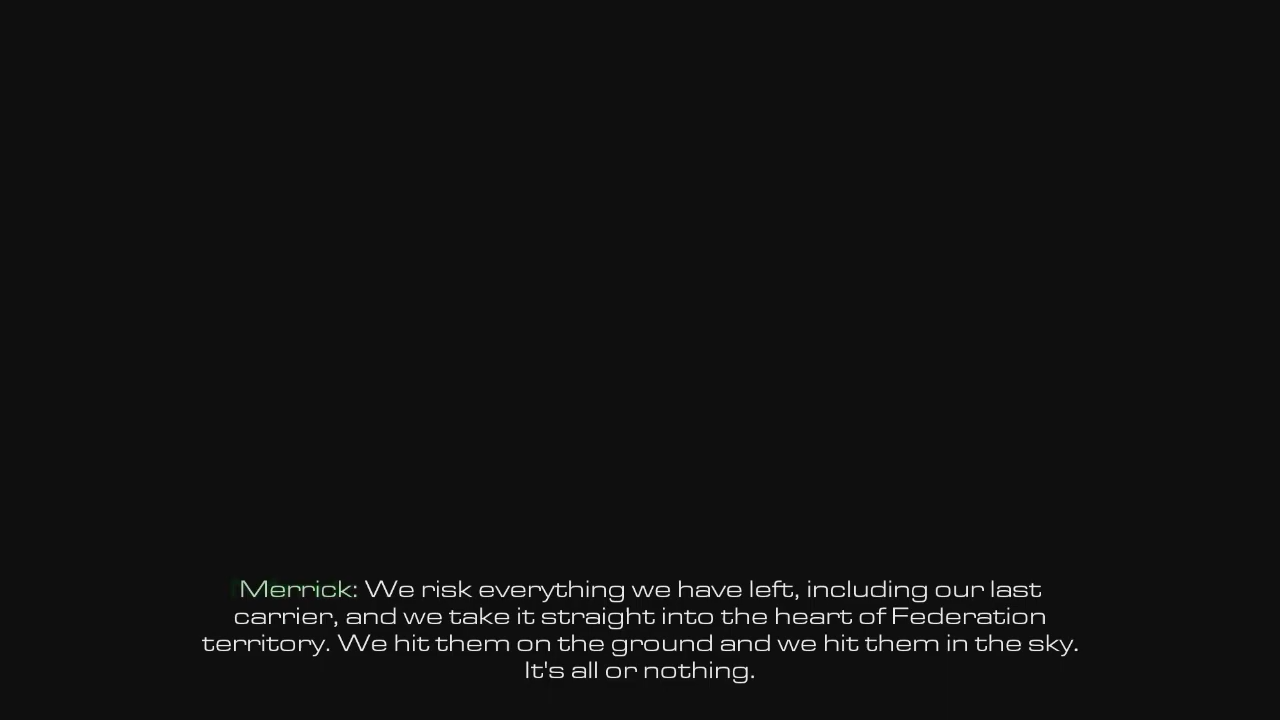 Merrick: We risk everything we have left, including our last
carrier, and we take it straight into the heart of Federation
territory. We hit them on the ground and we hit them in the sky.
It's all or nothing.